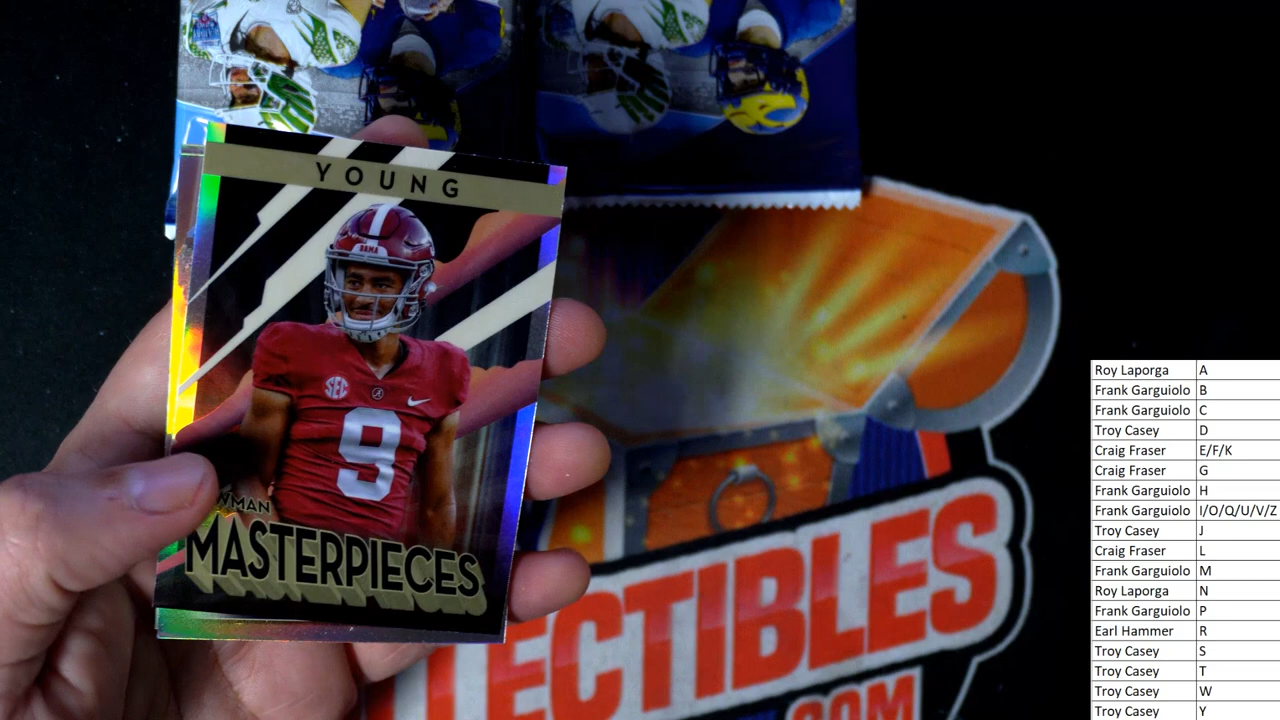 YOUNG
BAMA
SEC
A
9
MASTERPIECES
ECTIBLES
.COM
Roy Laporga A
Frank Garguiolo B
Frank Garguiolo C
Troy Casey D
Craig Fraser E/F/K
Craig Fraser G
Frank Garguiolo H
Frank Garguiolo I/O/Q/U/V/Z
Troy Casey J
Craig Fraser L
Frank Garguiolo M
Roy Laporga N
Frank Garguiolo P
Earl Hammer R
Troy Casey S
Troy Casey T
Troy Casey W
Troy Casey Y